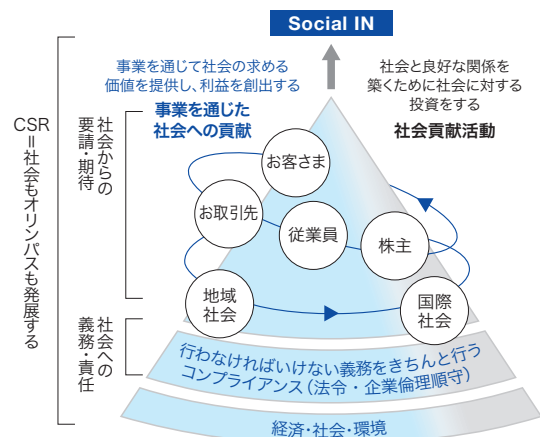 Social IN
事業を通じて社会の求める
価値を提供し、利益を創出する
事業を通じた
社会への貢献
社会と良好な関係を
築くために社会に対する
投資をする
社会貢献活動
CSR
＝社会もオリンパスも発展する
社会からの
要請・期待
お客さま
お取引先
従業員
株主
地域
社会
国際
社会
社会への
義務・責任
行わなければいけない義務をきちんと行う
コンプライアンス（法令・企業倫理順守）
経済・社会・環境